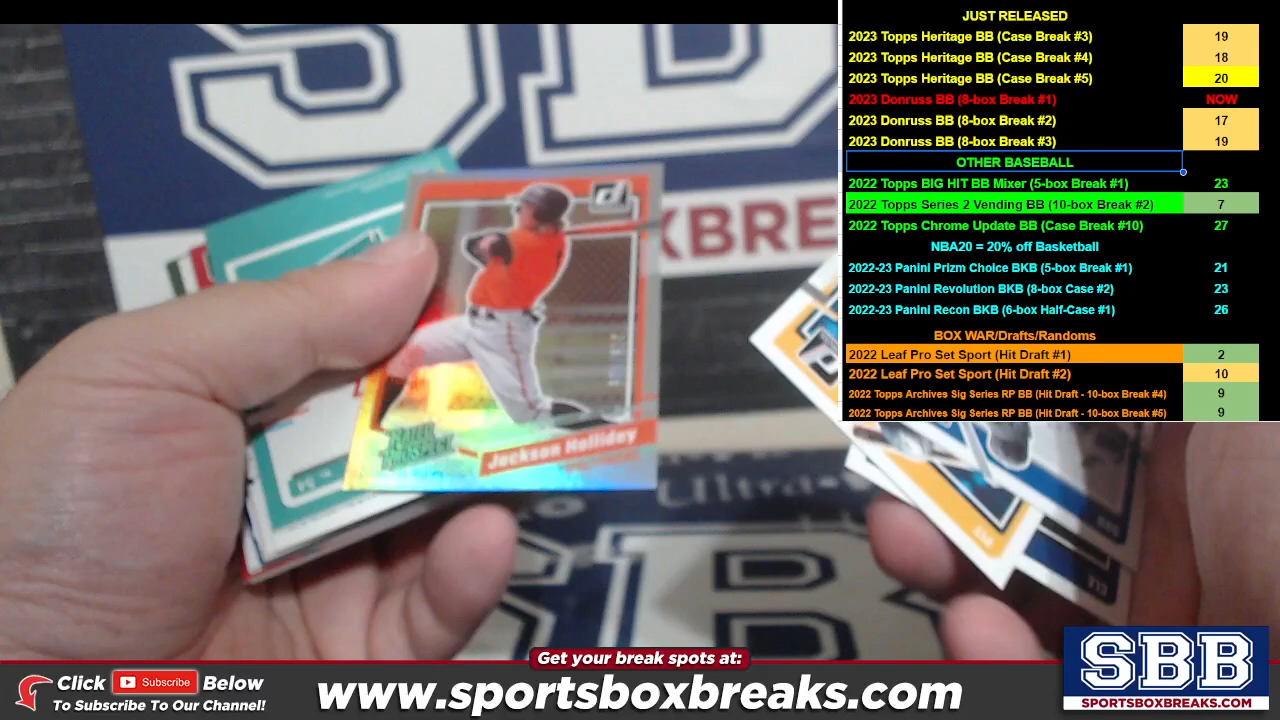 JUST RELEASED
2023 Topps Heritage BB (Case Break #3) 19
2023 Topps Heritage BB (Case Break #4) 18
2023 Topps Heritage BB (Case Break #5) 20
2023 Donruss BB (8-box Break #1) NOW
2023 Donruss BB (8-box Break #2) 17
2023 Donruss BB (8-box Break #3) 19
OTHER BASEBALL
2022 Topps BIG HIT BB Mixer (5-box Break #1) 23
2022 Topps Series 2 Vending BB (10-box Break #2) 7
2022 Topps Chrome Update BB (Case Break #10) 27
NBA20 = 20% off Basketball
2022-23 Panini Prizm Choice BKB (5-box Break #1) 21
2022-23 Panini Revolution BKB (8-box Case #2) 23
2022-23 Panini Recon BKB (6-box Half-Case #1) 26
BOX WAR/Drafts/Randoms
2022 Leaf Pro Set Sport (Hit Draft #1) 2
2022 Leaf Pro Set Sport (Hit Draft #2) 10
2022 Topps Archives Sig Series RP BB (Hit Draft - 10-box Break #4) 9
2022 Topps Archives Sig Series RP BB (Hit Draft - 10-box Break #5) 9
XBRE
RATED
PROSPECT
Jackson Holliday
Ultra
Get your break spots at:
Click Subscribe Below
To Subscribe To Our Channel!
www.sportsboxbreaks.com
SBB
SPORTSBOXBREAKS.COM